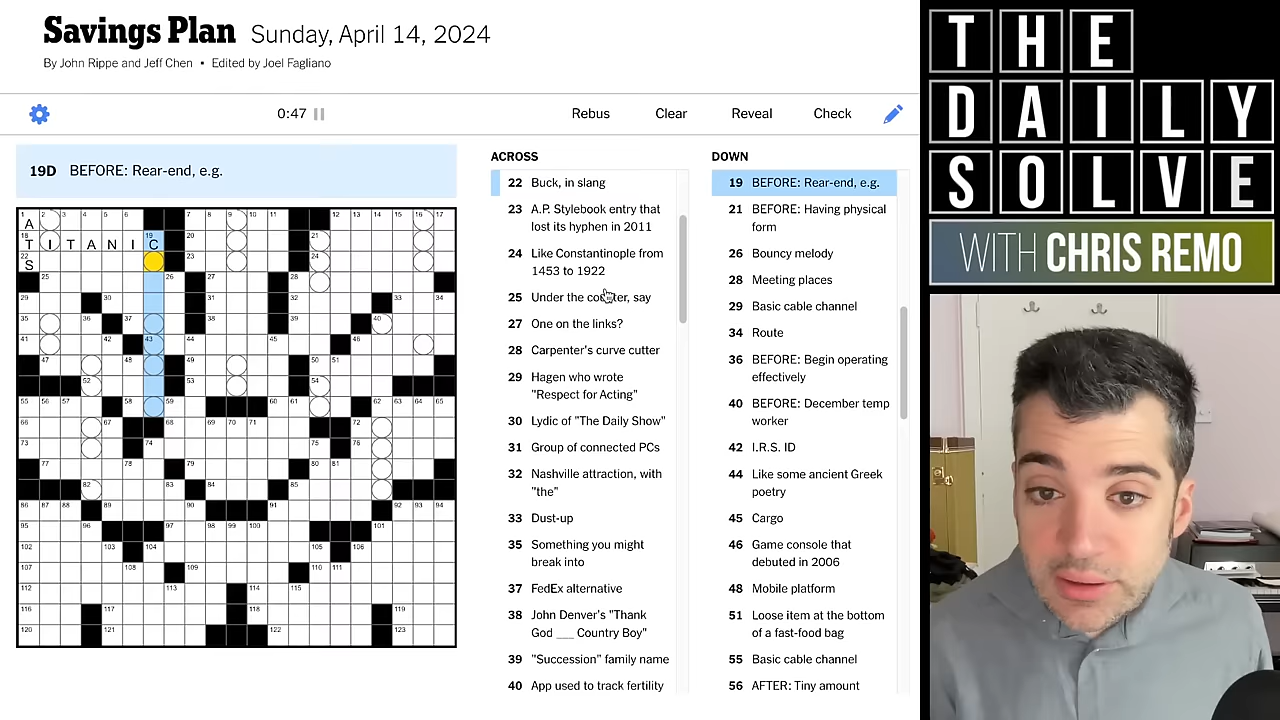 Savings Plan Sunday, April 14, 2024
By John Rippe and Jeff Chen • Edited by Joel Fagliano
0:47
Rebus
Clear
Reveal
Check
19D BEFORE: Rear-end, e.g.
A
TITANIC
S
ACROSS
22 Buck, in slang
23 A.P. Stylebook entry that
lost its hyphen in 2011
24 Like Constantinople from
1453 to 1922
25 Under the counter, say
27 One on the links?
28 Carpenter's curve cutter
29 Hagen who wrote
"Respect for Acting"
30 Lydic of "The Daily Show"
31 Group of connected PCs
32 Nashville attraction, with
"the"
33 Dust-up
35 Something you might
break into
37 FedEx alternative
38 John Denver's "Thank
God ___ Country Boy"
39 "Succession" family name
40 App used to track fertility
DOWN
19 BEFORE: Rear-end, e.g.
21 BEFORE: Having physical
form
26 Bouncy melody
28 Meeting places
29 Basic cable channel
34 Route
36 BEFORE: Begin operating
effectively
40 BEFORE: December temp
worker
42 I.R.S. ID
44 Like some ancient Greek
poetry
45 Cargo
46 Game console that
debuted in 2006
48 Mobile platform
51 Loose item at the bottom
of a fast-food bag
55 Basic cable channel
56 AFTER: Tiny amount
THE
DAILY
SOLVE
WITH CHRIS REMO